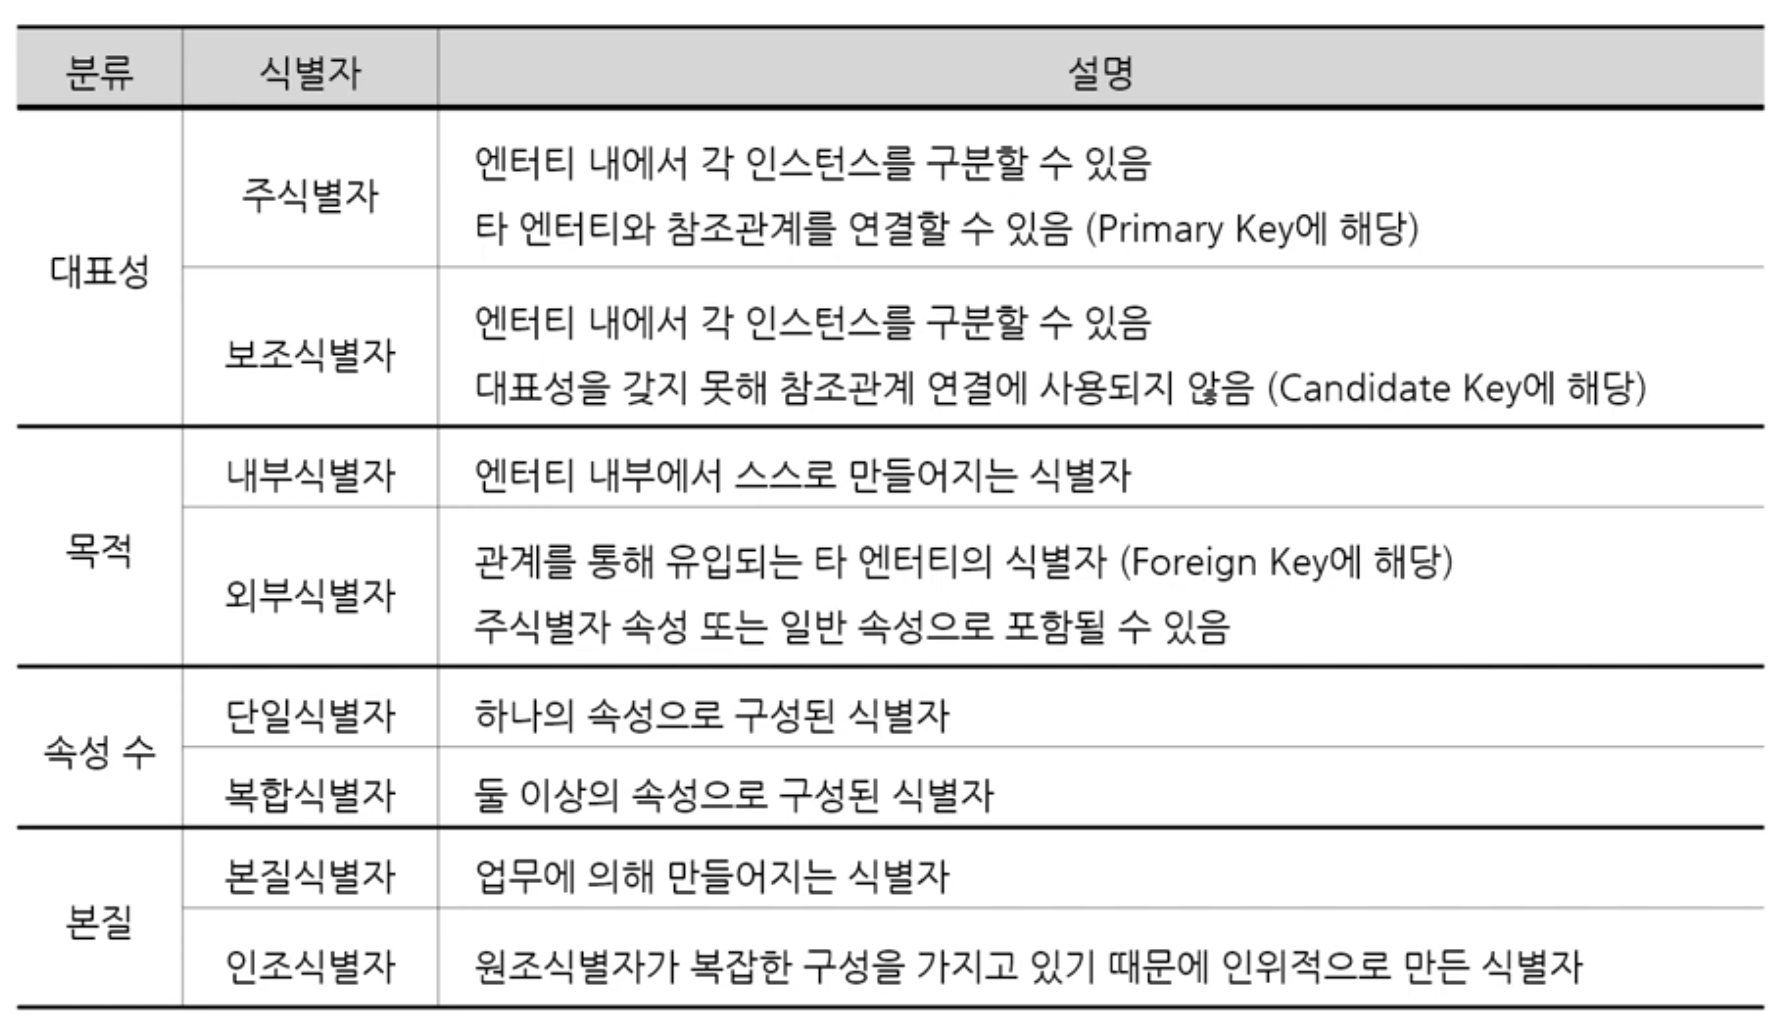 분류 식별자 설명
대표성
주식별자
엔터티 내에서 각 인스턴스를 구분할 수 있음
타 엔터티와 참조관계를 연결할 수 있음 (Primary Key에 해당)
보조식별자
엔터티 내에서 각 인스턴스를 구분할 수 있음
대표성을 갖지 못해 참조관계 연결에 사용되지 않음 (Candidate Key에 해당)
목적
내부식별자 엔터티 내부에서 스스로 만들어지는 식별자
외부식별자
관계를 통해 유입되는 타 엔터티의 식별자 (Foreign Key에 해당)
주식별자 속성 또는 일반 속성으로 포함될 수 있음
속성 수
단일식별자 하나의 속성으로 구성된 식별자
복합식별자 둘 이상의 속성으로 구성된 식별자
본질
본질식별자 업무에 의해 만들어지는 식별자
인조식별자 원조식별자가 복잡한 구성을 가지고 있기 때문에 인위적으로 만든 식별자